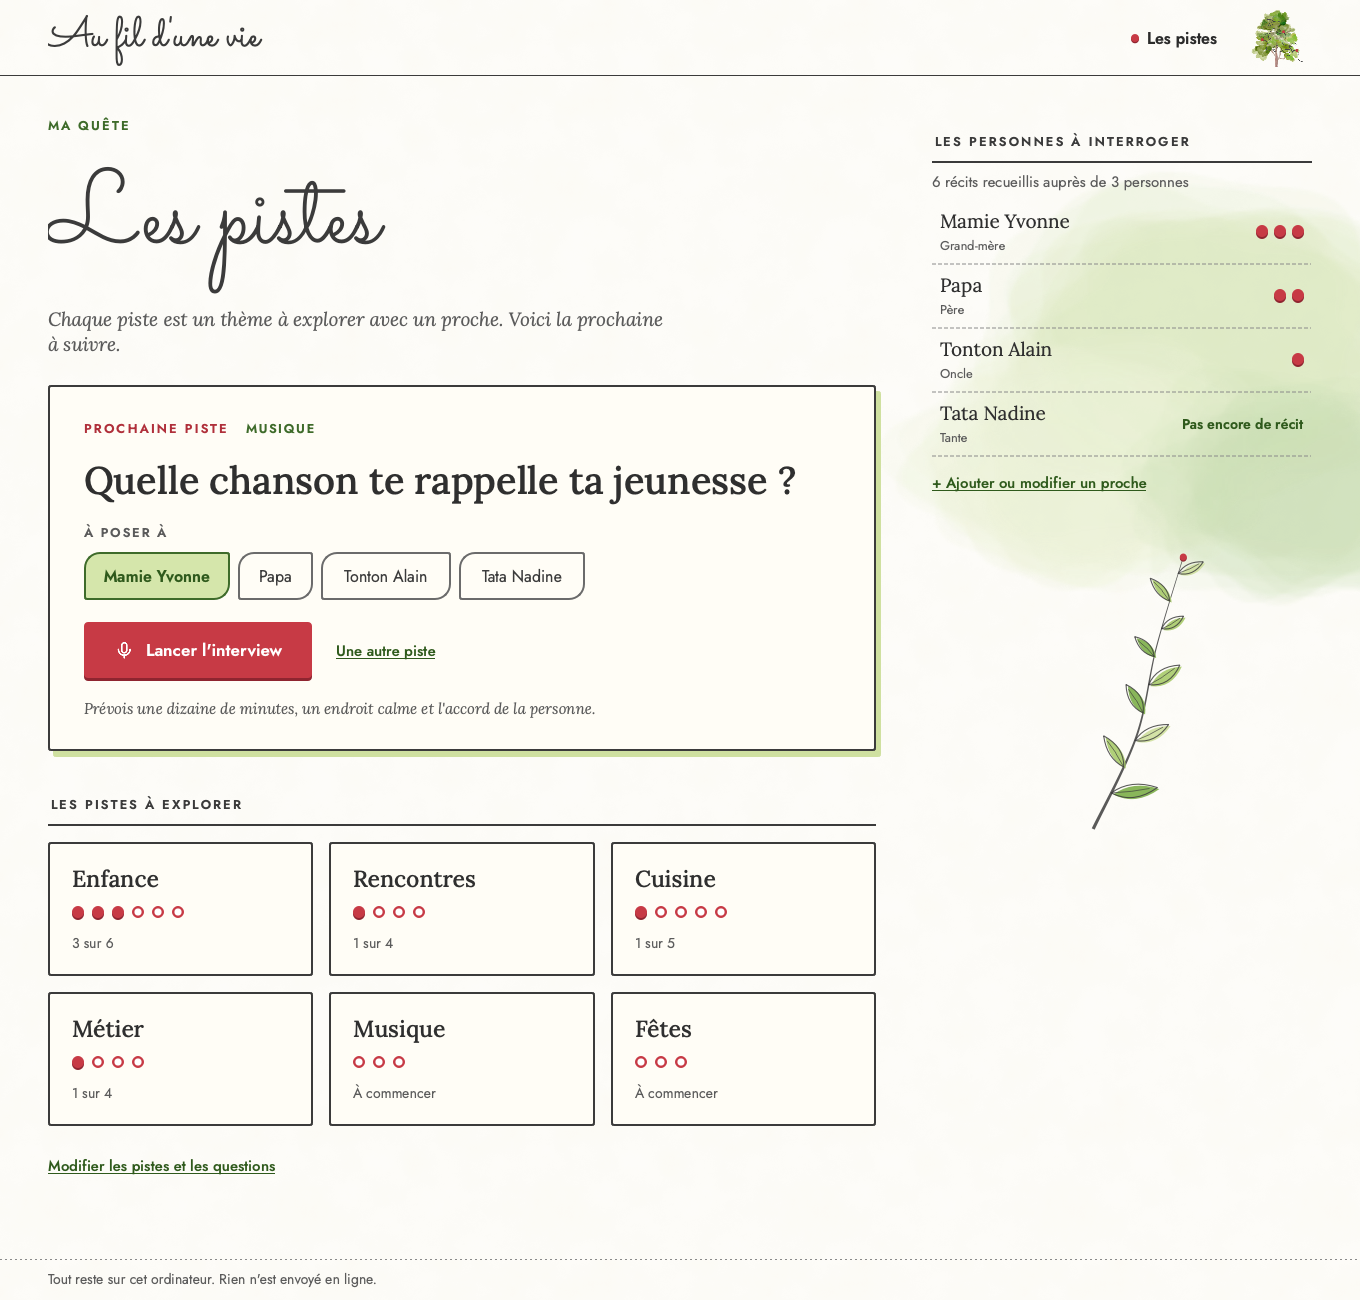 Au fil d'une vie
Les pistes
MA QUÊTE
Les pistes
Chaque piste est un thème à explorer avec un proche. Voici la prochaine
à suivre.
PROCHAINE PISTE MUSIQUE
Quelle chanson te rappelle ta jeunesse ?
À POSER À
Mamie Yvonne
Papa
Tonton Alain
Tata Nadine
Lancer l'interview
Une autre piste
Prévois une dizaine de minutes, un endroit calme et l'accord de la personne.
LES PISTES À EXPLORER
Enfance
3 sur 6
Rencontres
1 sur 4
Cuisine
1 sur 5
Métier
1 sur 4
Musique
À commencer
Fêtes
À commencer
Modifier les pistes et les questions
LES PERSONNES À INTERROGER
6 récits recueillis auprès de 3 personnes
Mamie Yvonne
Grand-mère
Papa
Père
Tonton Alain
Oncle
Tata Nadine
Tante
Pas encore de récit
+ Ajouter ou modifier un proche
Tout reste sur cet ordinateur. Rien n'est envoyé en ligne.